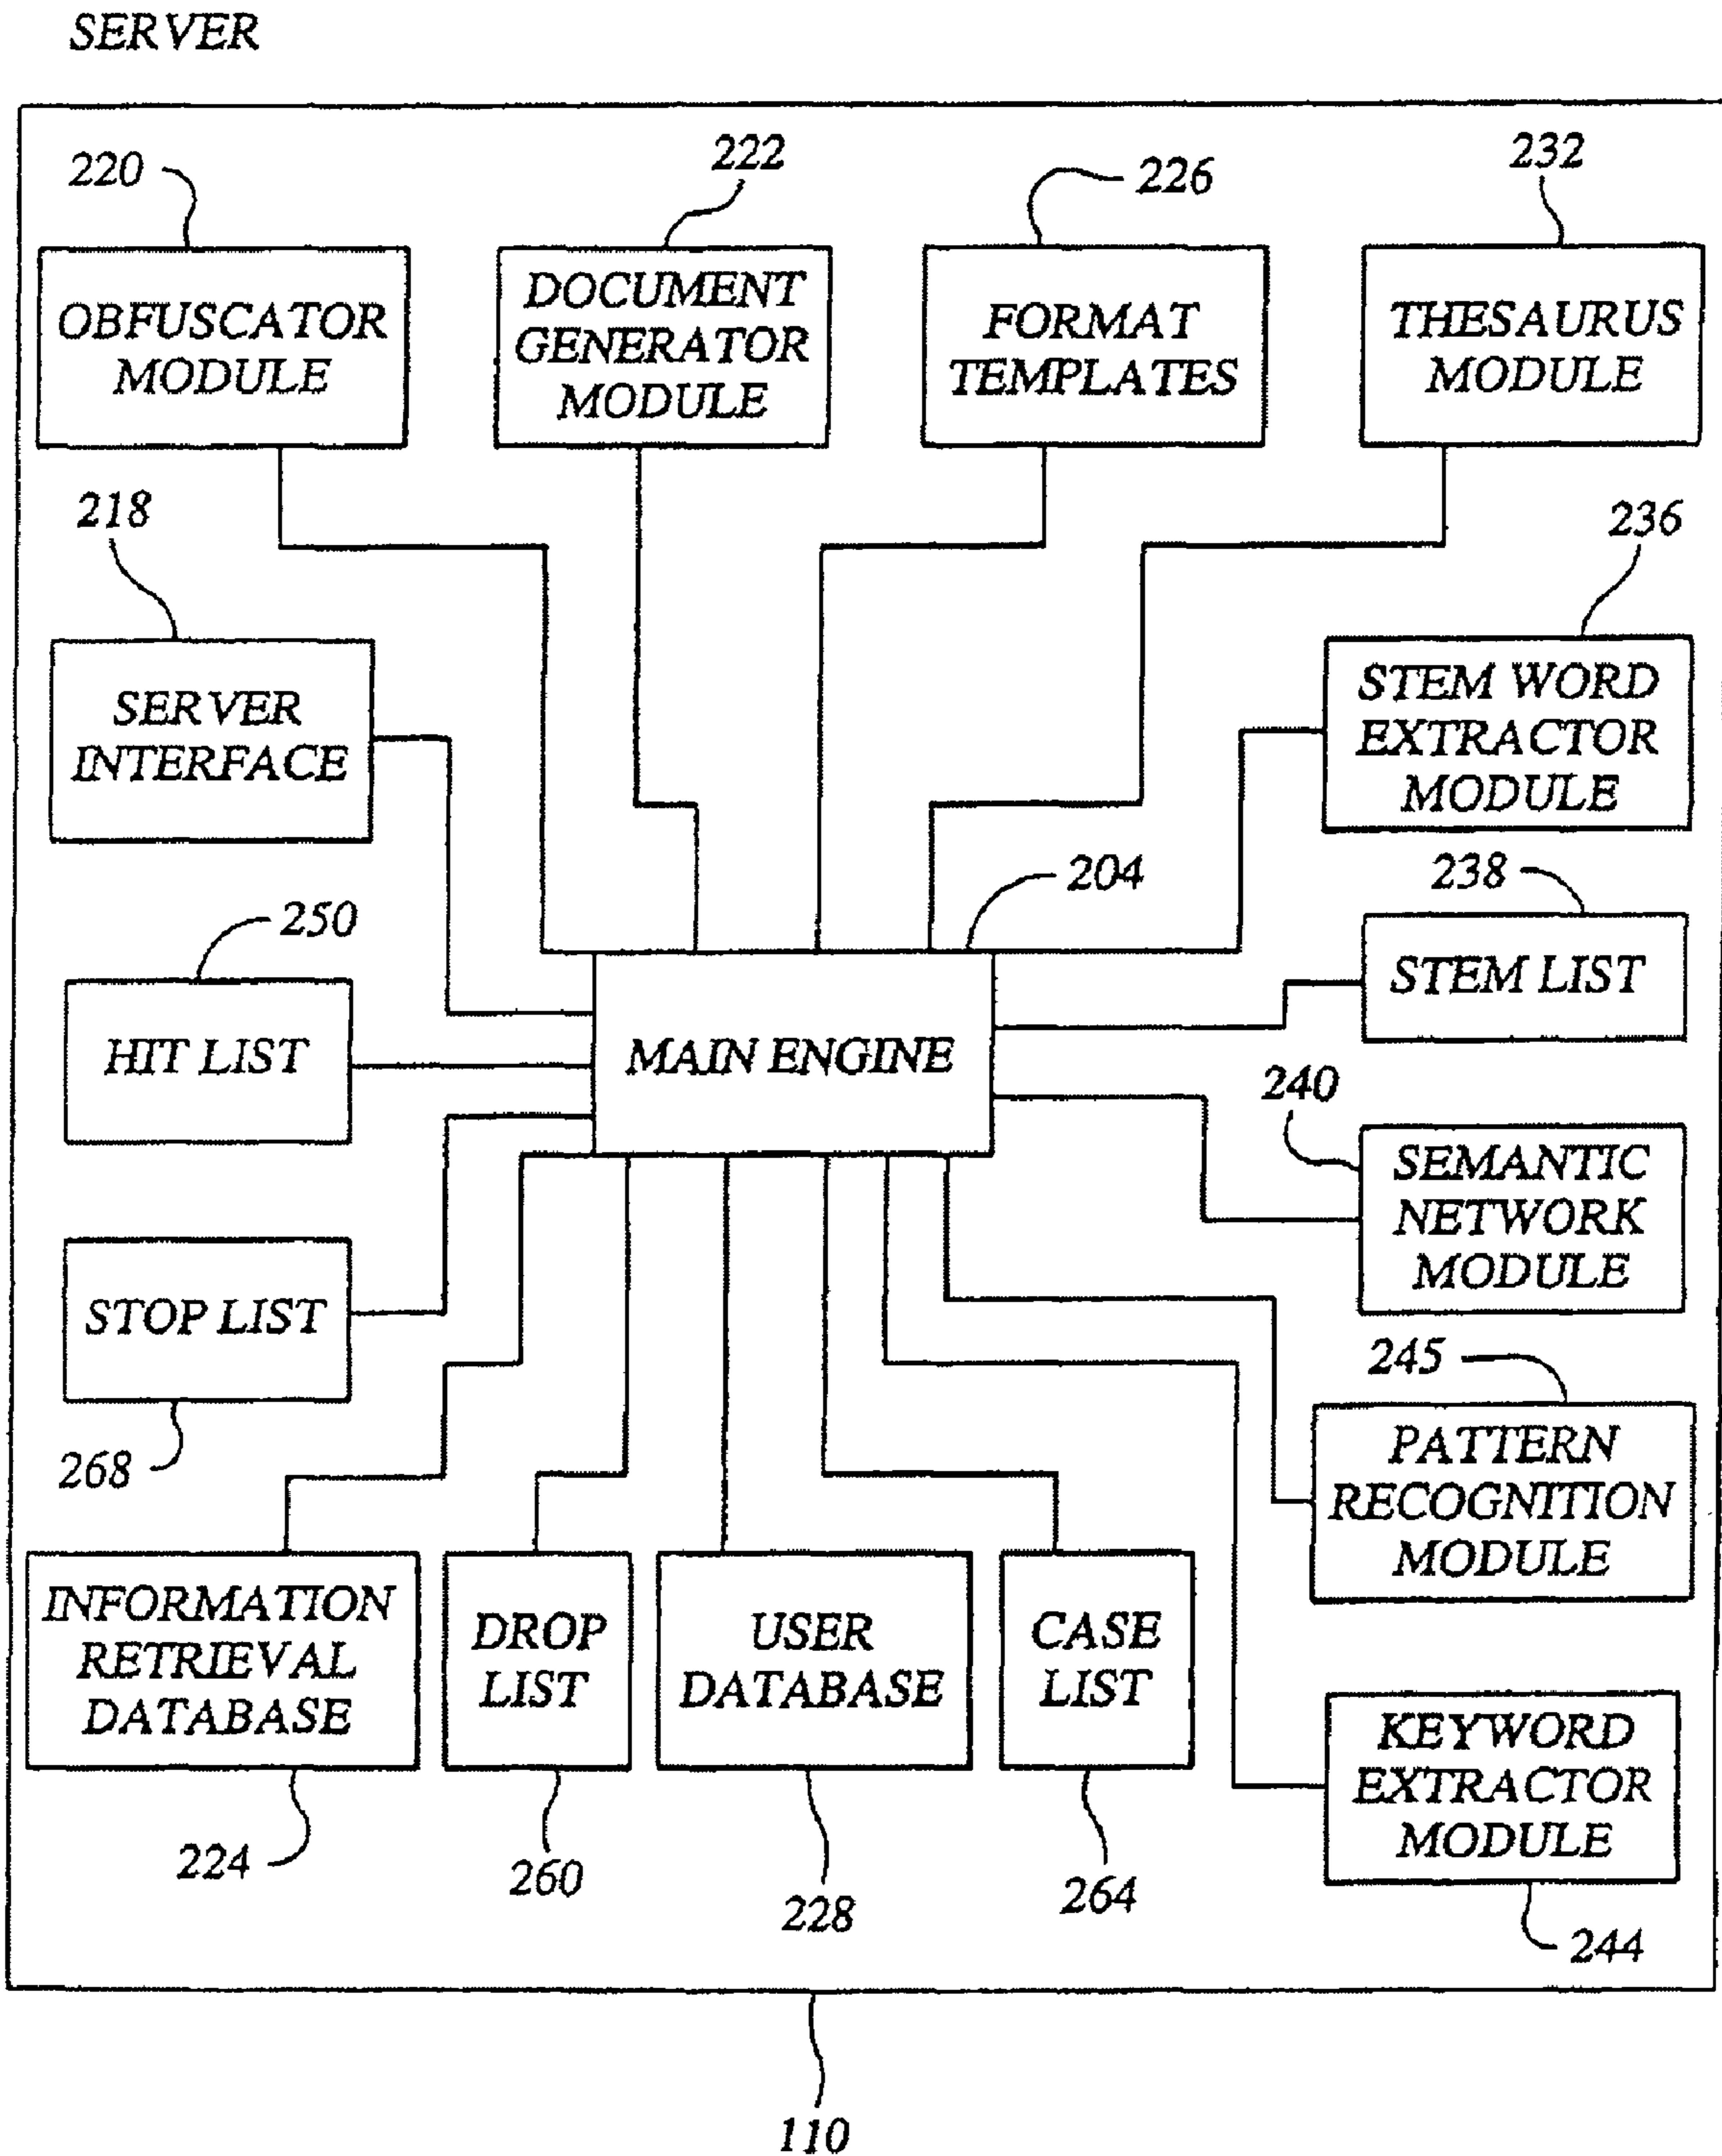 SERVER
220
222
226
232
OBFUSCATOR
MODULE
DOCUMENT
GENERATOR
MODULE
FORMAT
TEMPLATES
THESAURUS
MODULE
218
236
SERVER
INTERFACE
STEM WORD
EXTRACTOR
MODULE
204
238
250
STEM LIST
HIT LIST
MAIN ENGINE
240
SEMANTIC
NETWORK
MODULE
STOP LIST
268
245
PATTERN
RECOGNITION
MODULE
INFORMATION
RETRIEVAL
DATABASE
DROP
LIST
USER
DATABASE
CASE
LIST
KEYWORD
EXTRACTOR
MODULE
224
260
228
264
244
110